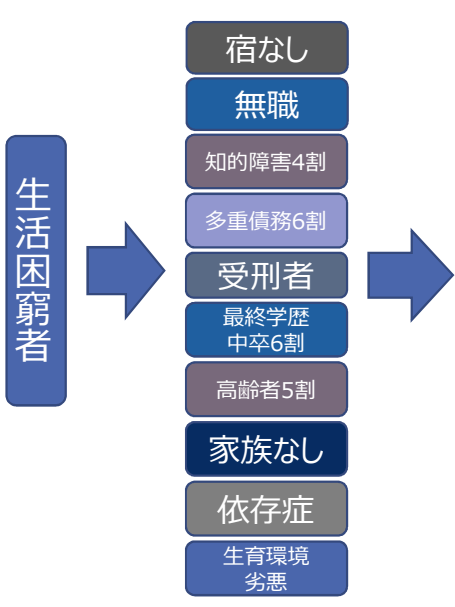 生活困窮者
宿なし
無職
知的障害4割
多重債務6割
受刑者
最終学歴
中卒6割
高齢者5割
家族なし
依存症
生育環境
劣悪